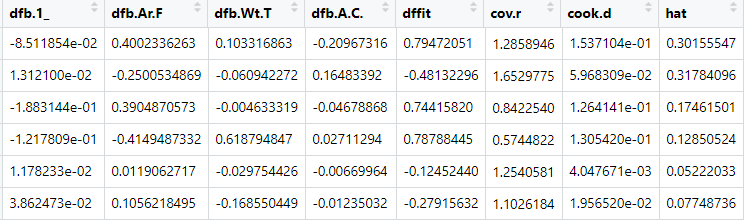 dfb.1_ dfb.Ar.F dfb.Wt.T dfb.A.C. dffit cov.r cook.d hat
-8.511854e-02 0.4002336263 0.103316863 -0.20967316 0.79472051 1.2858946 1.537104e-01 0.30155547
1.312100e-02 -0.2500534869 -0.060942272 0.16483392 -0.48132296 1.6529775 5.968309e-02 0.31784096
-1.883144e-01 0.3904870573 -0.004633319 -0.04678868 0.74415820 0.8422540 1.264141e-01 0.17461501
-1.217809e-01 -0.4149487332 0.618794847 0.02711294 0.78788445 0.5744822 1.305420e-01 0.12850524
1.178233e-02 0.0119062717 -0.029754426 -0.00669964 -0.12452440 1.2540581 4.047671e-03 0.05222033
3.862473e-02 0.1056218495 -0.168550449 -0.01235032 -0.27915632 1.1026184 1.956520e-02 0.07748736